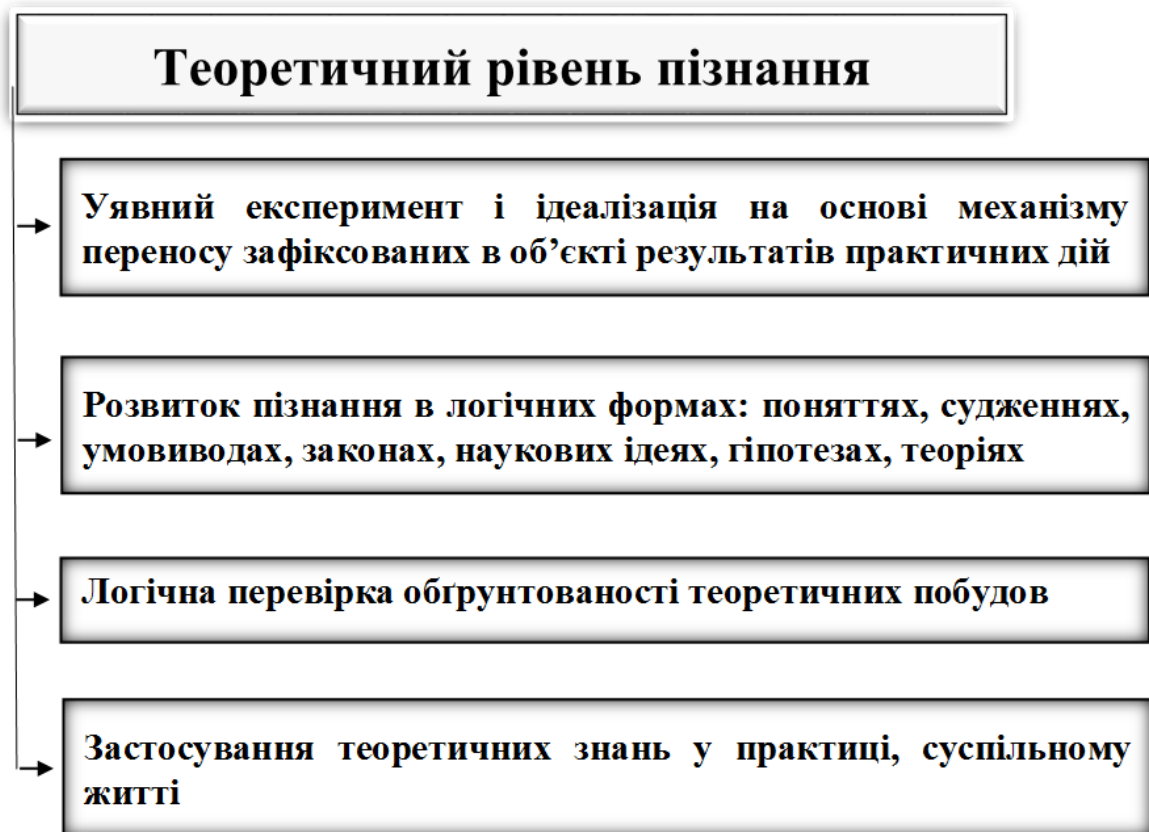 Теоретичний рівень пізнання
Уявний експеримент і ідеалізація на основі механізму
переносу зафіксованих в об’єкті результатів практичних дій
Розвиток пізнання в логічних формах: поняттях, судженнях,
умовиводах, законах, наукових ідеях, гіпотезах, теоріях
Логічна перевірка обґрунтованості теоретичних побудов
Застосування теоретичних знань у практиці, суспільному
житті